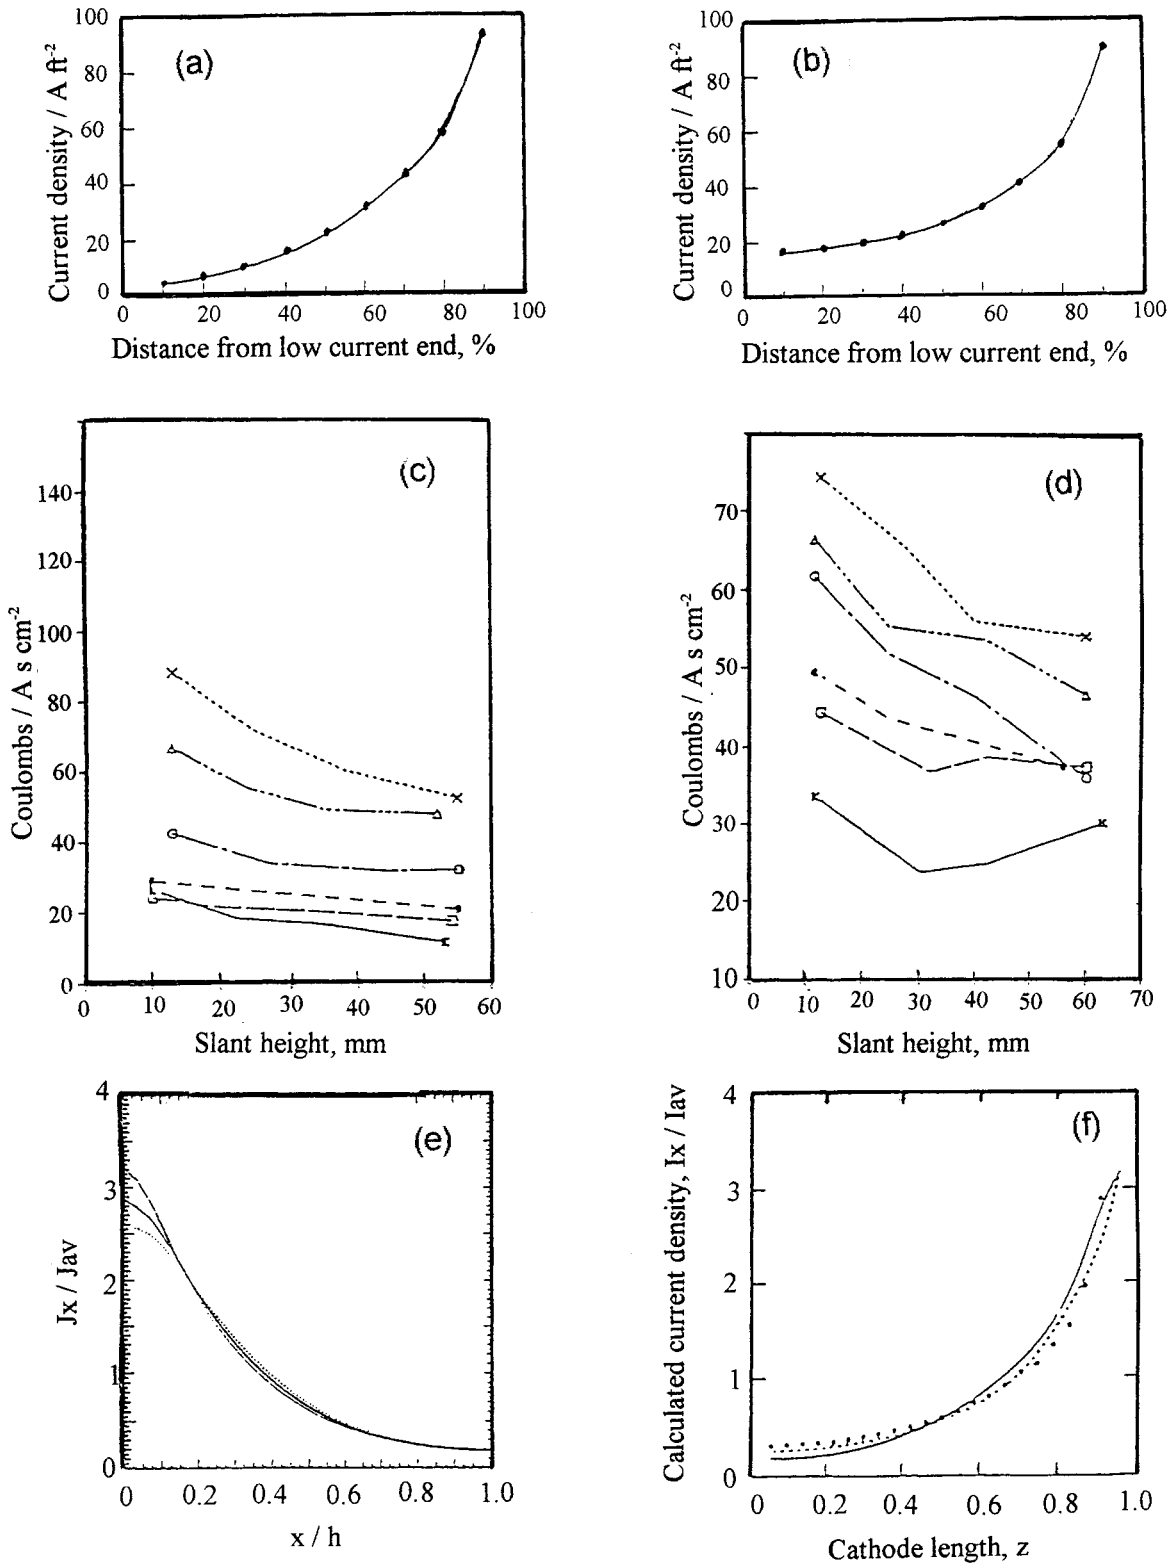 (a)
Current density / A ft⁻²
100
80
60
40
20
0
0 20 40 60 80 100
Distance from low current end, %
(b)
Current density / A ft⁻²
100
80
60
40
20
0
0 20 40 60 80 100
Distance from low current end, %
(c)
Coulombs / A s cm⁻²
140
120
100
80
60
40
20
0
0 10 20 30 40 50 60
Slant height, mm
(d)
Coulombs / A s cm⁻²
70
60
50
40
30
20
10
0 10 20 30 40 50 60 70
Slant height, mm
(e)
Jx / Jav
4
3
2
1
0
0 0.2 0.4 0.6 0.8 1.0
x / h
(f)
Calculated current density, Ix / Iav
4
3
2
1
0
0 0.2 0.4 0.6 0.8 1.0
Cathode length, z